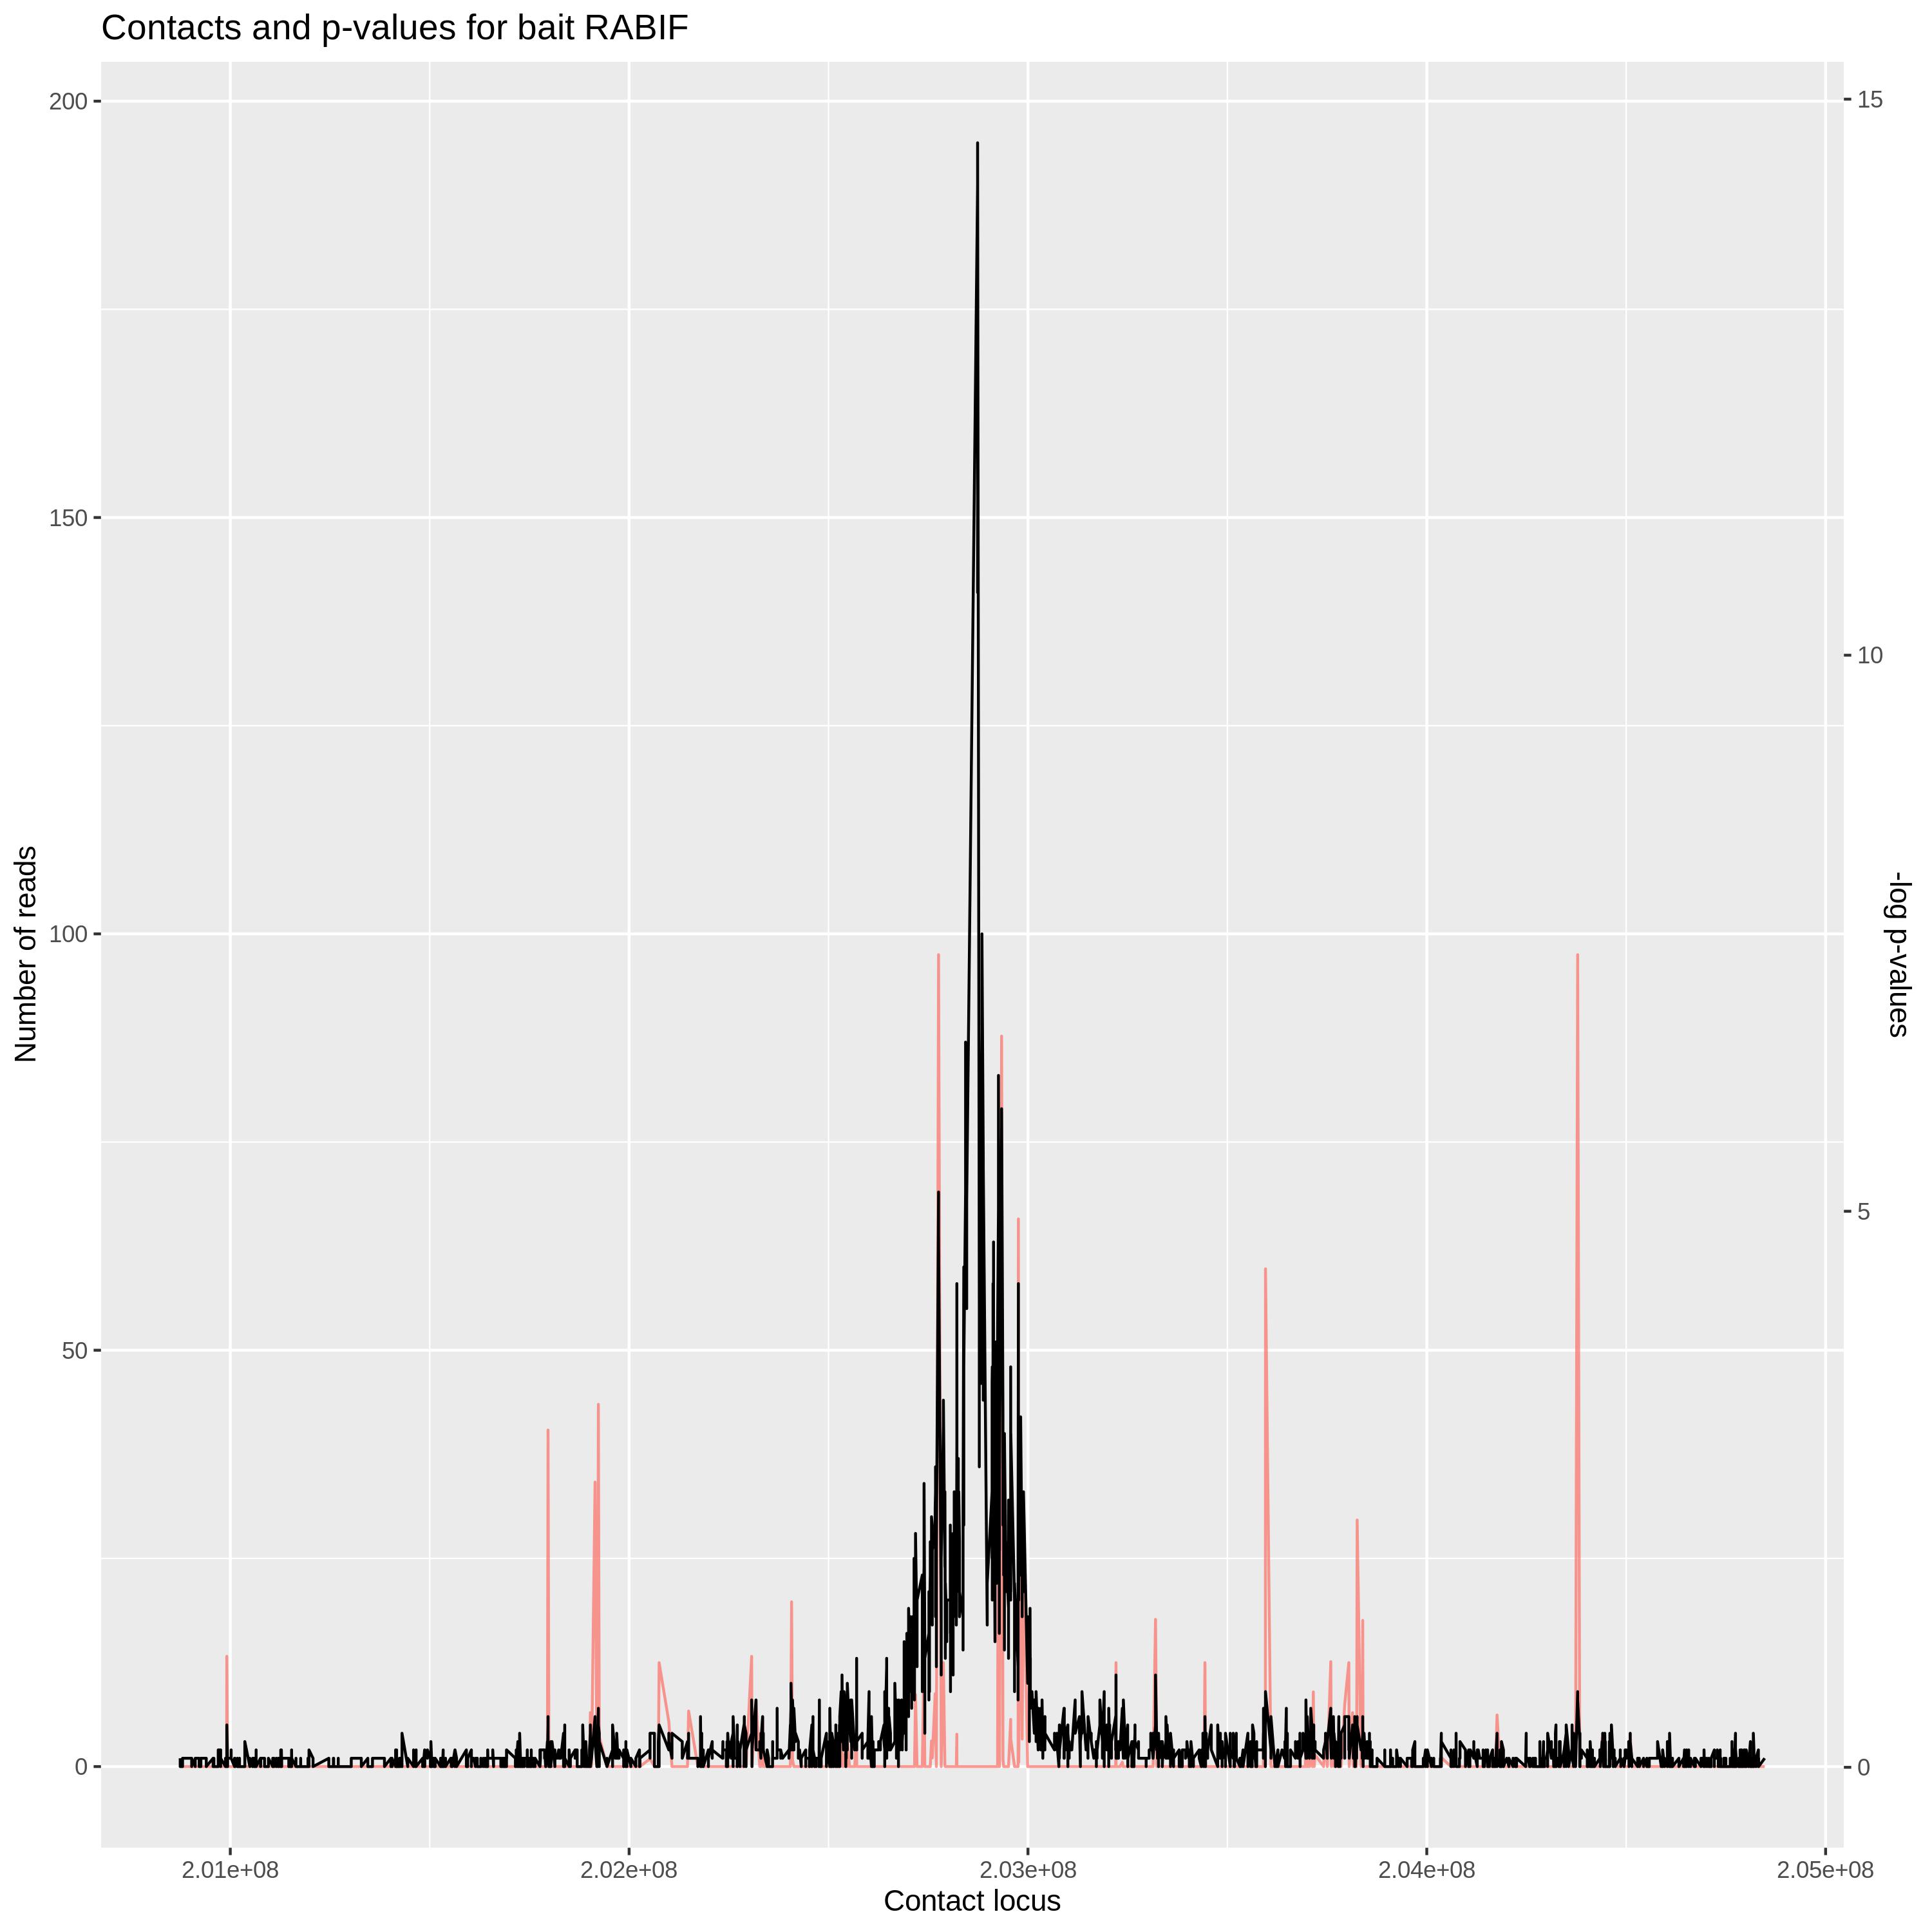 Contacts and p-values for bait RABIF
200
150
100
50
0
Number of reads
15
10
5
0
-log p-values
2.01e+08
2.02e+08
2.03e+08
2.04e+08
2.05e+08
Contact locus